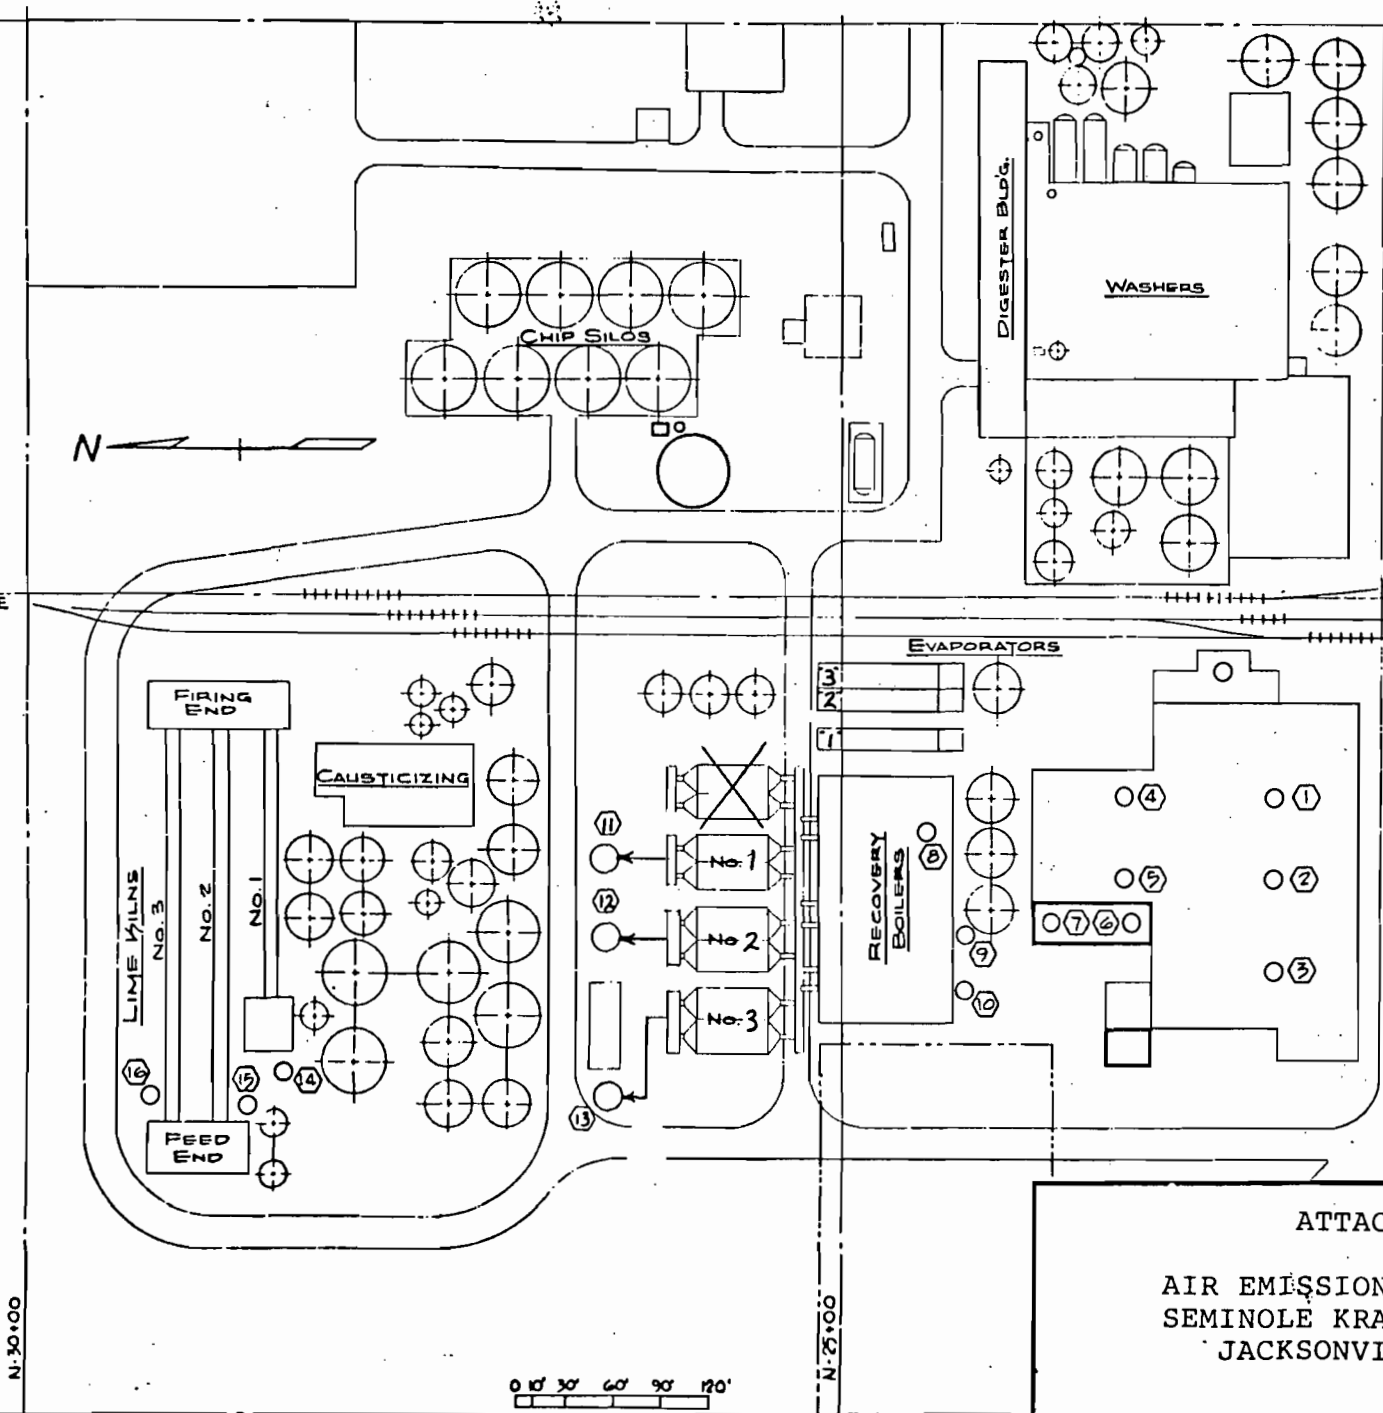 DIGESTER BLD'G.
WASHERS
CHIP SILOS
N
EVAPORATORS
3
2
1
FIRING
END
CAUSTICIZING
LIME KILNS
No. 3
No. 2
No. 1
11
No. 1
12
No 2
No. 3
13
RECOVERY
BOILERS
8
9
10
4
1
5
2
7
6
3
16
15
14
FEED
END
N-30+00
N-25+00
0 10' 30' 60' 90' 120'
ATTAC
AIR EMISSION
SEMINOLE KRA
JACKSONVI